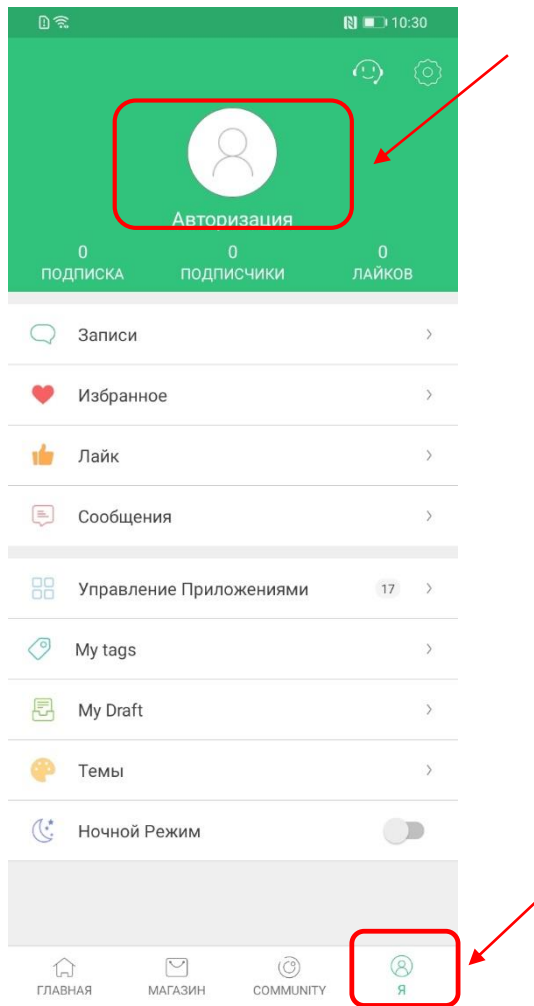 10:30
Авторизация
0 0 0
ПОДПИСКА ПОДПИСЧИКИ ЛАЙКОВ
Записи
Избранное
Лайк
Сообщения
Управление Приложениями 17
My tags
My Draft
Темы
Ночной Режим
ГЛАВНАЯ МАГАЗИН COMMUNITY Я